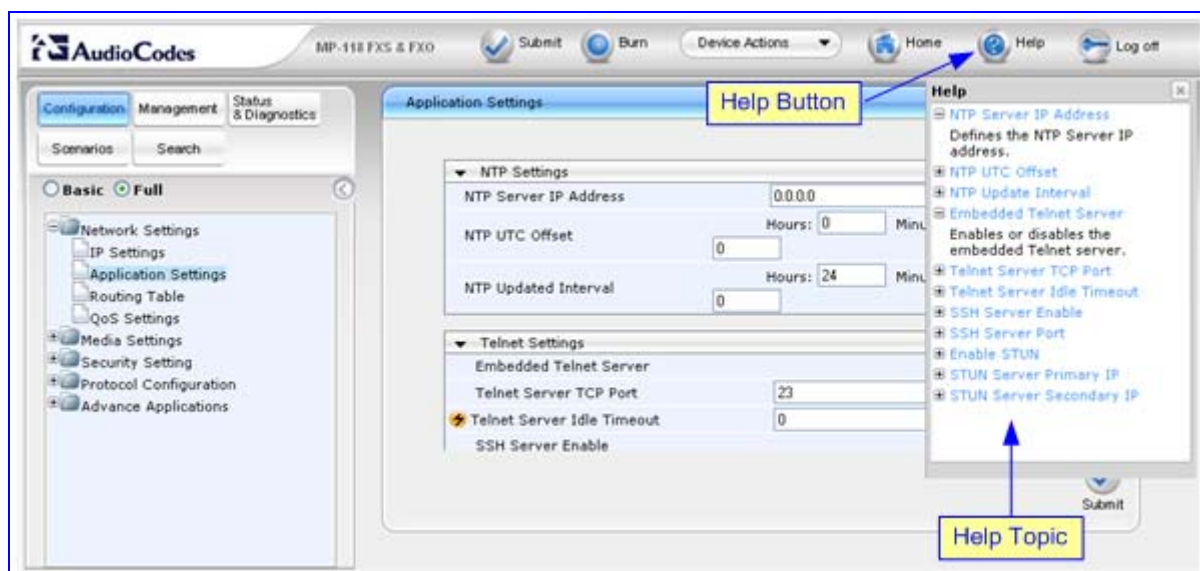 AudioCodes
MP-118 FXS & FXO
Submit
Burn
Device Actions
Home
Help
Log off
Configuration
Management
Status
& Diagnostics
Scenarios
Search
Basic
Full
Network Settings
IP Settings
Application Settings
Routing Table
QoS Settings
Media Settings
Security Setting
Protocol Configuration
Advance Applications
Application Settings
Help Button
NTP Settings
NTP Server IP Address
0.0.0.0
NTP UTC Offset
Hours: 0
Minu
0
NTP Updated Interval
Hours: 24
Minu
0
Telnet Settings
Embedded Telnet Server
Telnet Server TCP Port
23
Telnet Server Idle Timeout
0
SSH Server Enable
Help
NTP Server IP Address
Defines the NTP Server IP
address.
NTP UTC Offset
NTP Update Interval
Embedded Telnet Server
Enables or disables the
embedded Telnet server.
Telnet Server TCP Port
Telnet Server Idle Timeout
SSH Server Enable
SSH Server Port
Enable STUN
STUN Server Primary IP
STUN Server Secondary IP
Submit
Help Topic